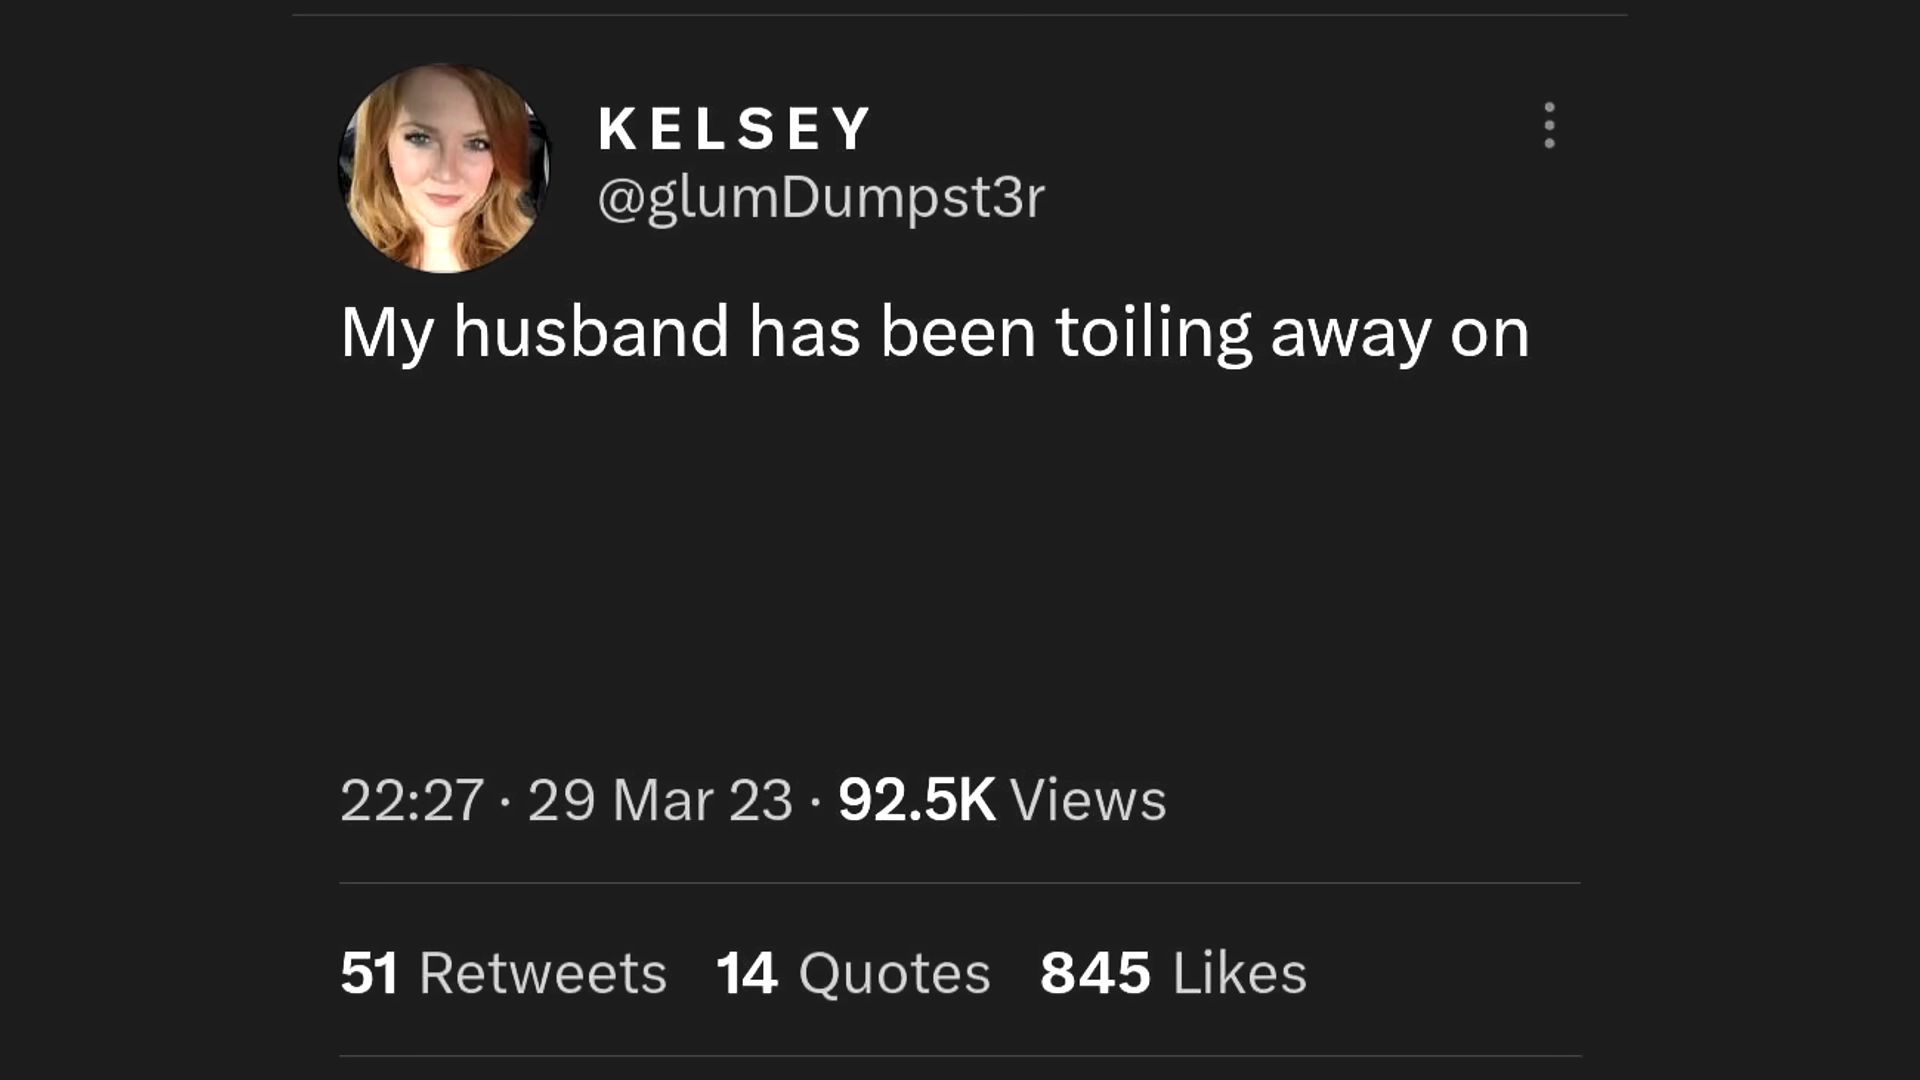 KELSEY
@glumDumpst3r
My husband has been toiling away on
22:27 · 29 Mar 23 · 92.5K Views
51 Retweets 14 Quotes 845 Likes